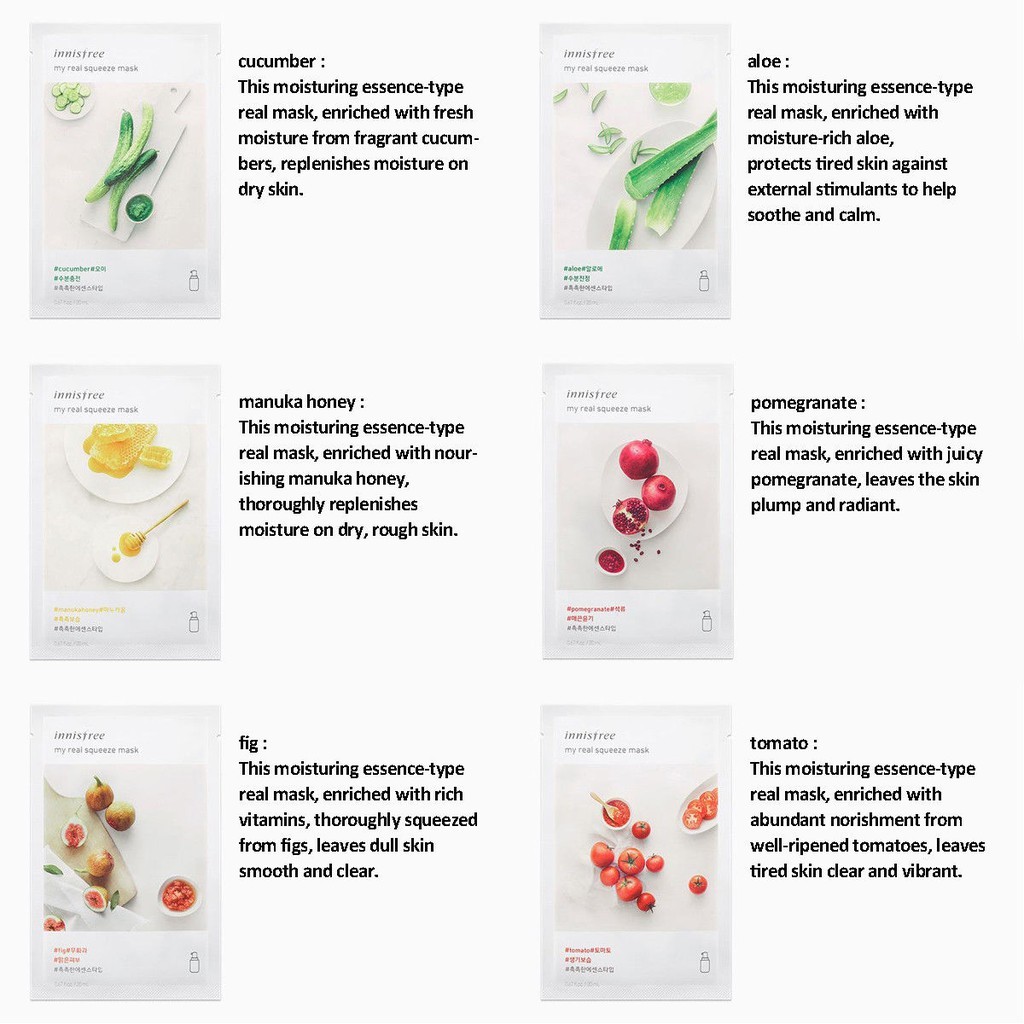 innisfree
my real squeeze mask
#cucumber#오이
#수분충전
#촉촉한에센스타입
cucumber :
This moisturing essence-type
real mask, enriched with fresh
moisture from fragrant cucum-
bers, replenishes moisture on
dry skin.
innisfree
my real squeeze mask
#aloe#알로에
#수분진정
#촉촉한에센스타입
aloe :
This moisturing essence-type
real mask, enriched with
moisture-rich aloe,
protects tired skin against
external stimulants to help
soothe and calm.
innisfree
my real squeeze mask
#manukahoney#마누카꿀
#촉촉보습
#촉촉한에센스타입
manuka honey :
This moisturing essence-type
real mask, enriched with nour-
ishing manuka honey,
thoroughly replenishes
moisture on dry, rough skin.
innisfree
my real squeeze mask
#pomegranate#석류
#매끈윤기
#촉촉한에센스타입
pomegranate :
This moisturing essence-type
real mask, enriched with juicy
pomegranate, leaves the skin
plump and radiant.
innisfree
my real squeeze mask
#fig#무화과
#맑은피부
#촉촉한에센스타입
fig :
This moisturing essence-type
real mask, enriched with rich
vitamins, thoroughly squeezed
from figs, leaves dull skin
smooth and clear.
innisfree
my real squeeze mask
#tomato#토마토
#생기보습
#촉촉한에센스타입
tomato :
This moisturing essence-type
real mask, enriched with
abundant norishment from
well-ripened tomatoes, leaves
tired skin clear and vibrant.